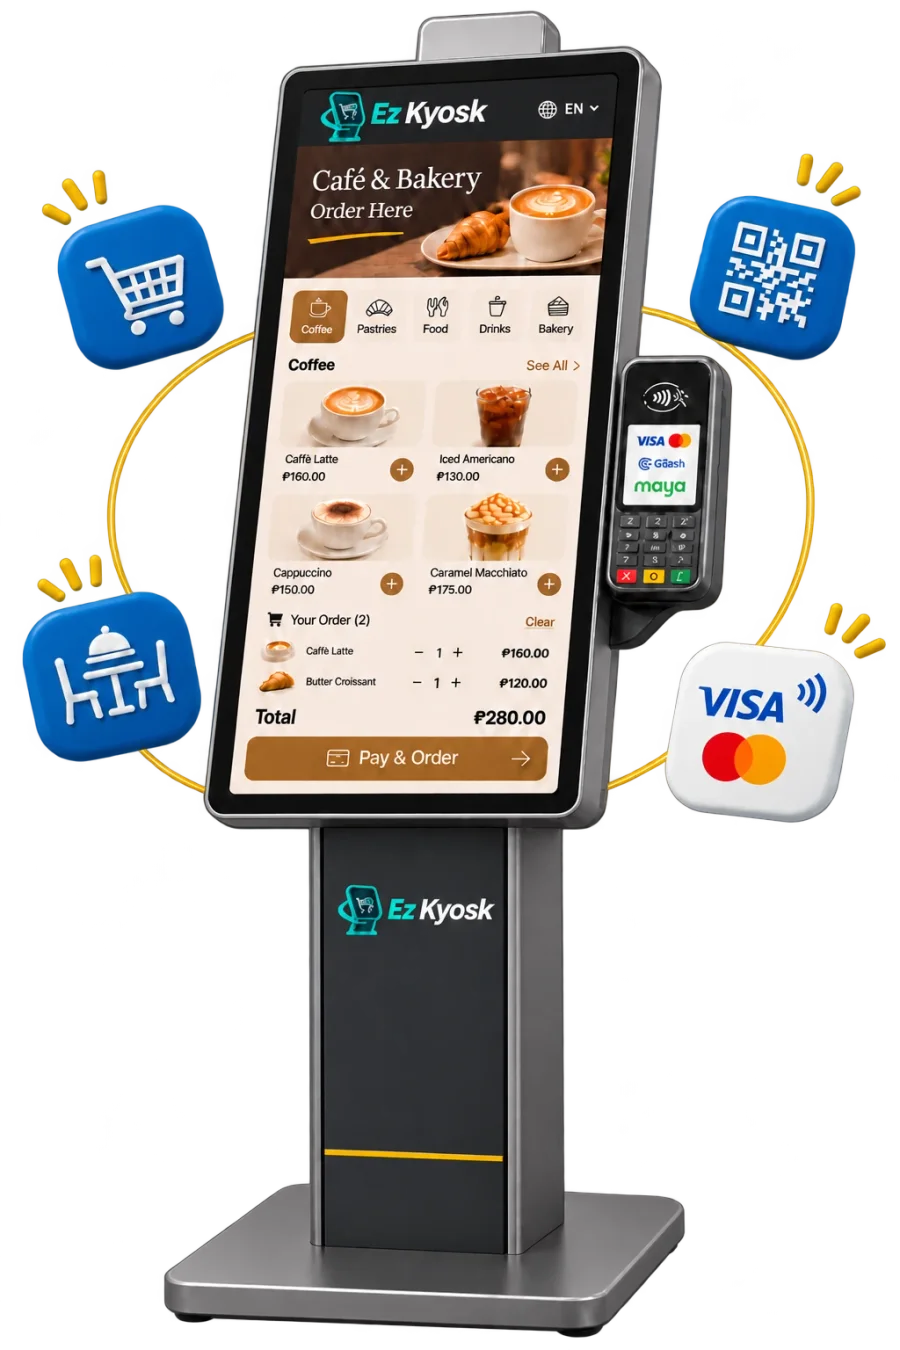 Ez Kyosk
EN
Café & Bakery
Order Here
Coffee
Pastries
Food
Drinks
Bakery
Coffee
See All >
Caffè Latte
₱160.00
Iced Americano
₱130.00
Cappuccino
₱150.00
Caramel Macchiato
₱175.00
Your Order (2)
Clear
Caffè Latte
− 1 +
₱160.00
Butter Croissant
− 1 +
₱120.00
Total
₱280.00
Pay & Order
VISA
maya
VISA
Ez Kyosk